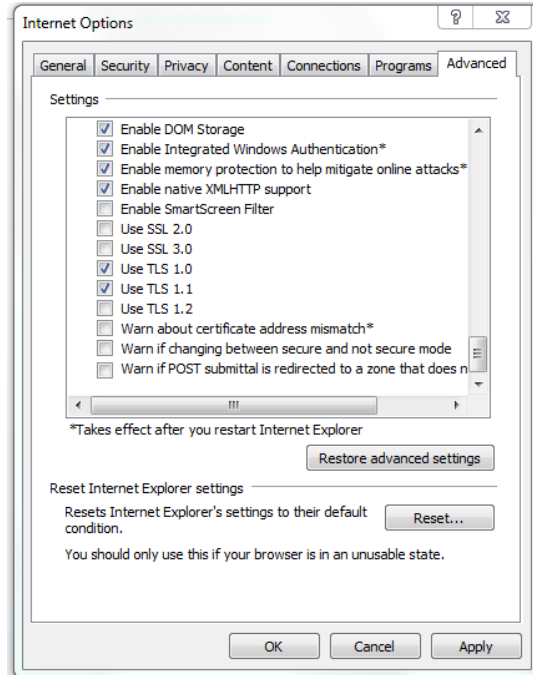 Internet Options
General Security Privacy Content Connections Programs Advanced
Settings
Enable DOM Storage
Enable Integrated Windows Authentication*
Enable memory protection to help mitigate online attacks*
Enable native XMLHTTP support
Enable SmartScreen Filter
Use SSL 2.0
Use SSL 3.0
Use TLS 1.0
Use TLS 1.1
Use TLS 1.2
Warn about certificate address mismatch*
Warn if changing between secure and not secure mode
Warn if POST submittal is redirected to a zone that does n
*Takes effect after you restart Internet Explorer
Restore advanced settings
Reset Internet Explorer settings
Resets Internet Explorer's settings to their default
condition.
Reset...
You should only use this if your browser is in an unusable state.
OK Cancel Apply